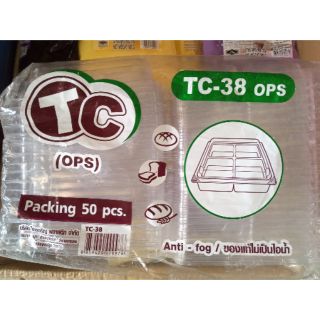 TC
(OPS)
Packing 50 pcs.
TC-38
TC-38 OPS
Anti - fog / ของแท้ไม่เป็นไอน้ำ